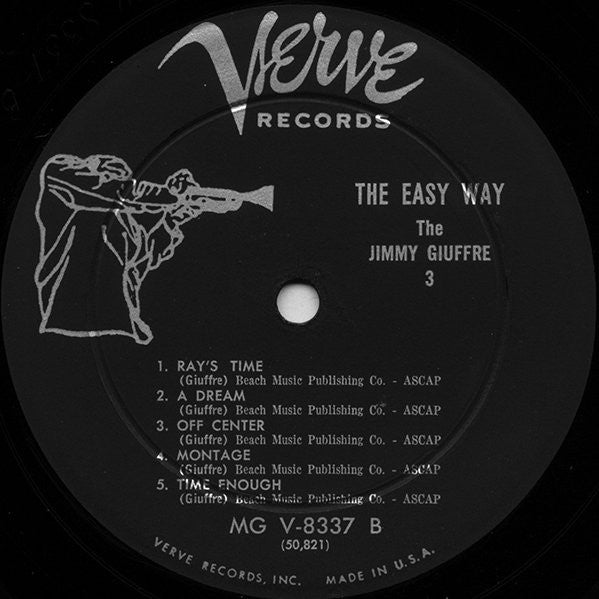 Verve
RECORDS
THE EASY WAY
The
JIMMY GIUFFRE
3
1. RAY'S TIME
(Giuffre) Beach Music Publishing Co. - ASCAP
2. A DREAM
(Giuffre) Beach Music Publishing Co. - ASCAP
3. OFF CENTER
(Giuffre) Beach Music Publishing Co. - ASCAP
4. MONTAGE
(Giuffre) Beach Music Publishing Co. - ASCAP
5. TIME ENOUGH
(Giuffre) Beach Music Publishing Co. - ASCAP
MG V-8337 B
(50,821)
VERVE RECORDS, INC. MADE IN U.S.A.